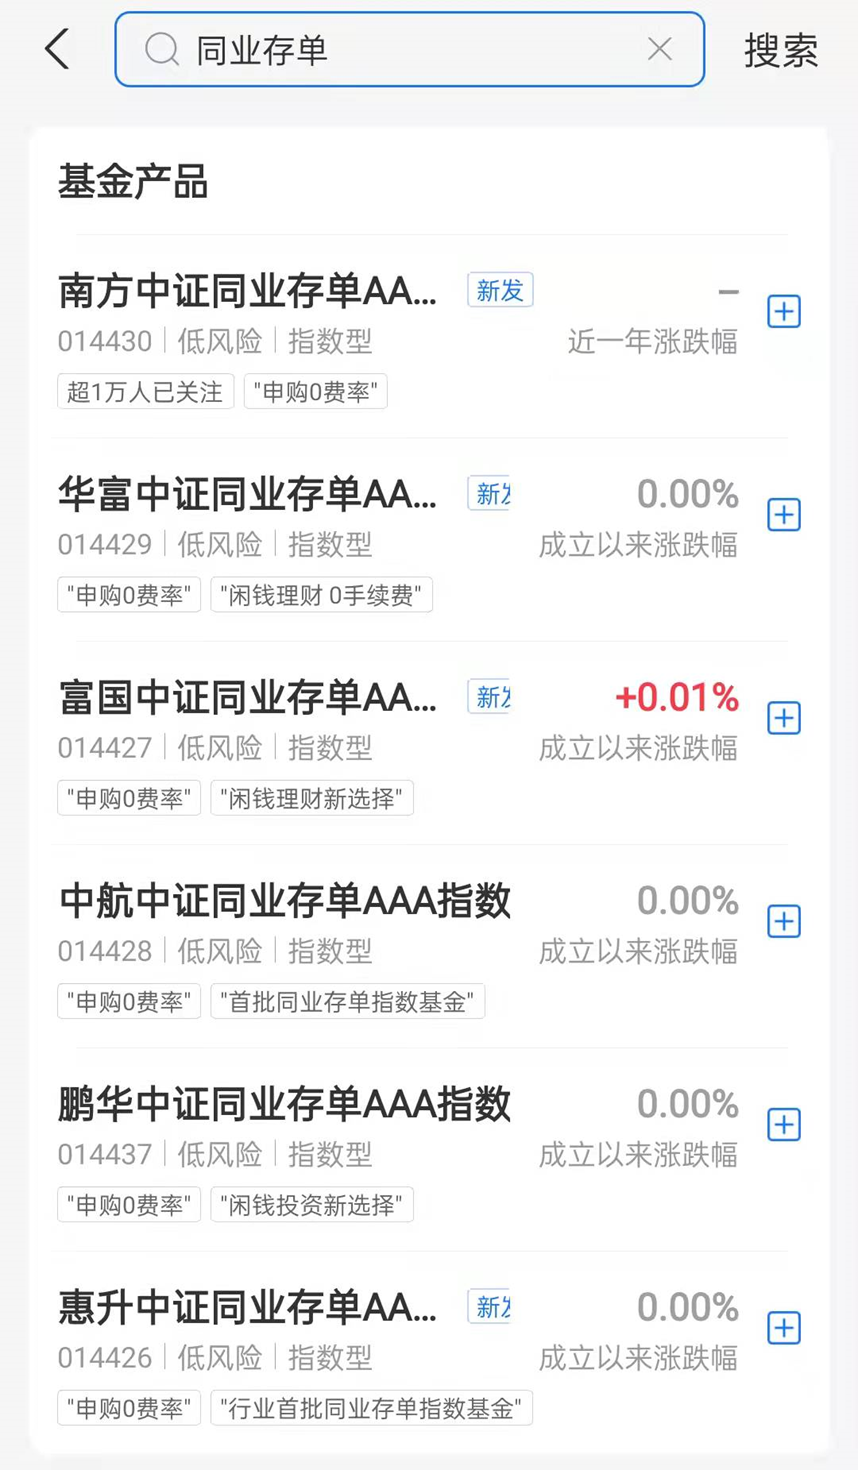 同业存单 搜索
基金产品
南方中证同业存单AA... 新发 –
014430 低风险 指数型 近一年涨跌幅
超1万人已关注 "申购0费率"
华富中证同业存单AA... 新 0.00%
014429 低风险 指数型 成立以来涨跌幅
"申购0费率" "闲钱理财 0手续费"
富国中证同业存单AA... 新 +0.01%
014427 低风险 指数型 成立以来涨跌幅
"申购0费率" "闲钱理财新选择"
中航中证同业存单AAA指数 0.00%
014428 低风险 指数型 成立以来涨跌幅
"申购0费率" "首批同业存单指数基金"
鹏华中证同业存单AAA指数 0.00%
014437 低风险 指数型 成立以来涨跌幅
"申购0费率" "闲钱投资新选择"
惠升中证同业存单AA... 新 0.00%
014426 低风险 指数型 成立以来涨跌幅
"申购0费率" "行业首批同业存单指数基金"